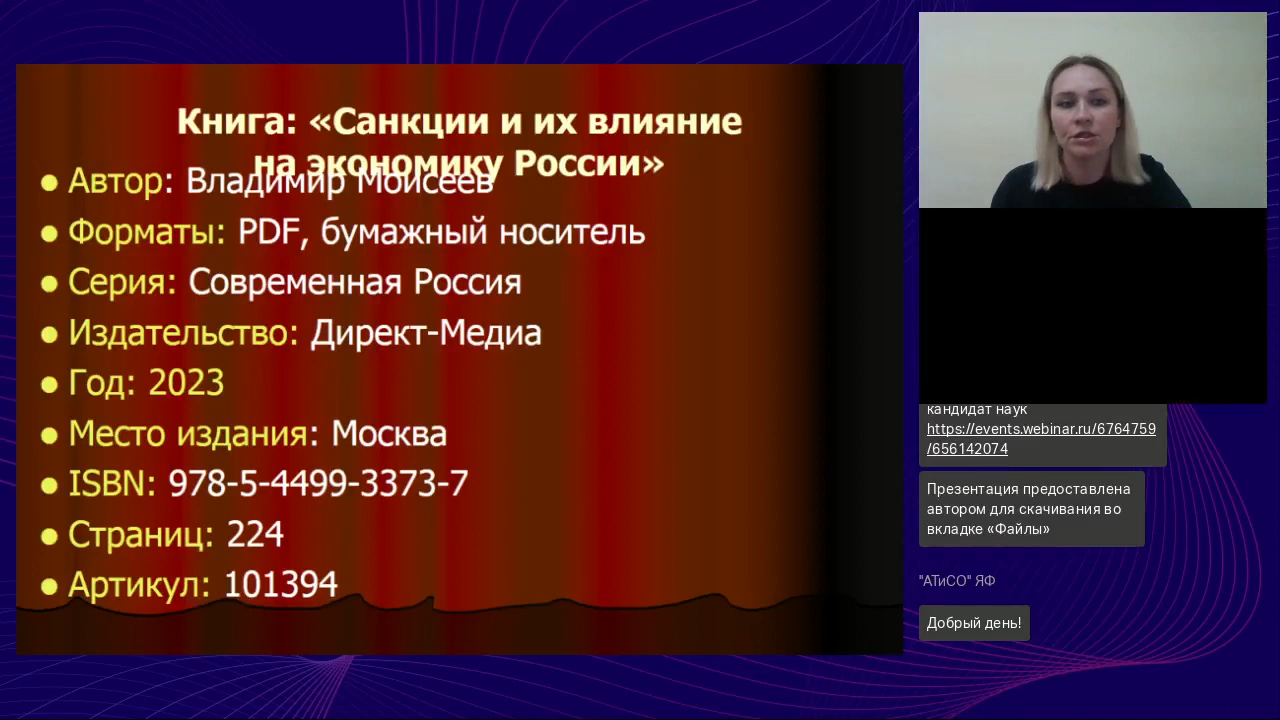 Книга: «Санкции и их влияние
на экономику России»
Автор: Владимир Моисеев
Форматы: PDF, бумажный носитель
Серия: Современная Россия
Издательство: Директ-Медиа
Год: 2023
Место издания: Москва
ISBN: 978-5-4499-3373-7
Страниц: 224
Артикул: 101394
кандидат наук
https://events.webinar.ru/6764759
/656142074
Презентация предоставлена
автором для скачивания во
вкладке «Файлы»
"АТиСО" ЯФ
Добрый день!